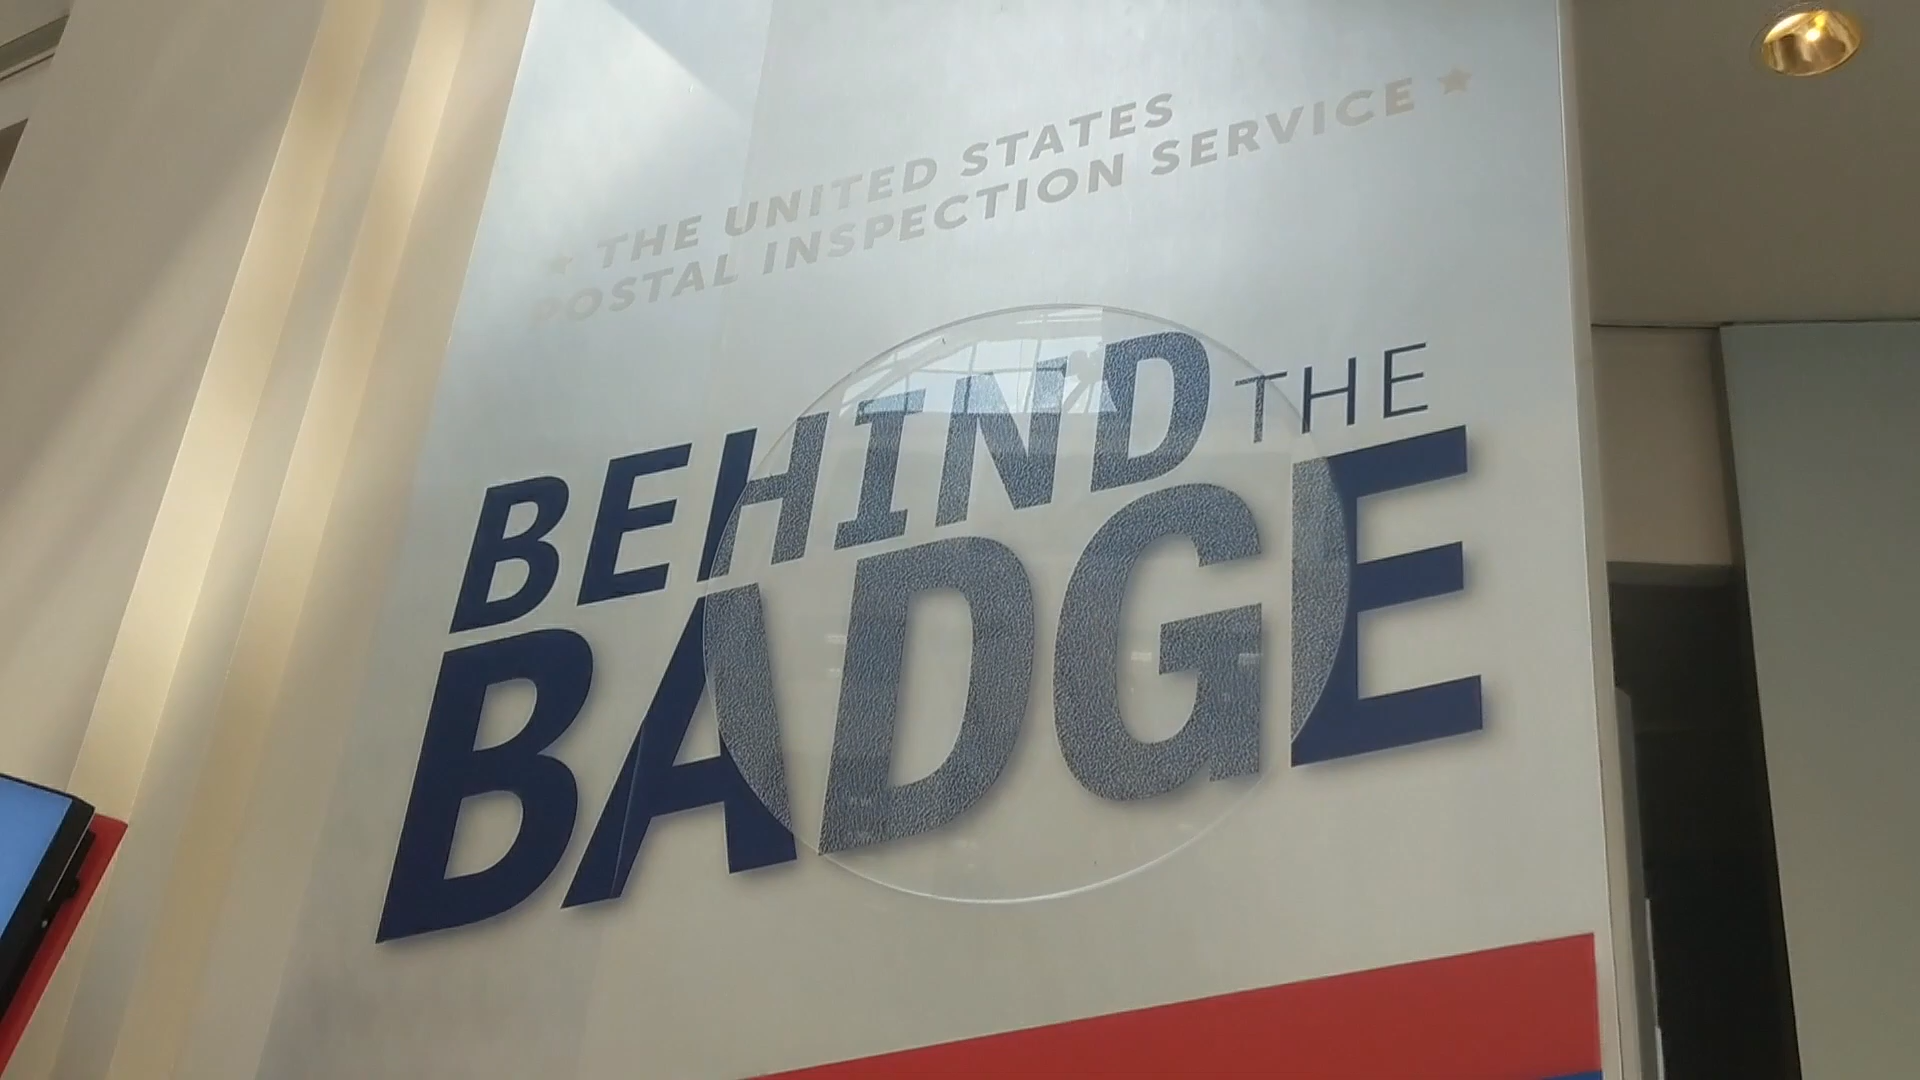 ★ THE UNITED STATES
POSTAL INSPECTION SERVICE ★
BEHIND THE
BADGE